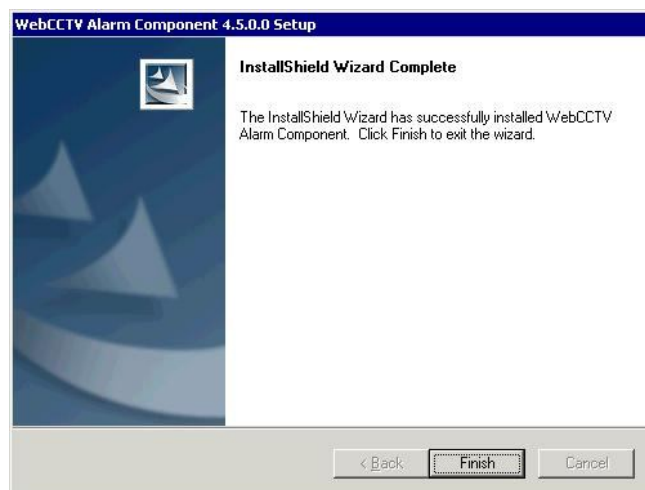 WebCCTV Alarm Component 4.5.0.0 Setup
InstallShield Wizard Complete
The InstallShield Wizard has successfully installed WebCCTV
Alarm Component. Click Finish to exit the wizard.
< Back
Finish
Cancel